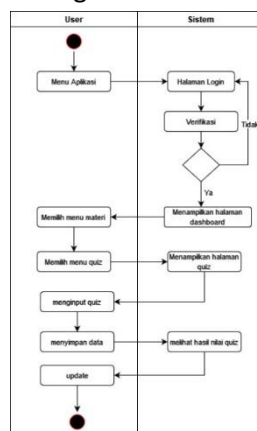 User
Sistem
Menu Aplikasi
Halaman Login
Verifikasi
Tidak
Ya
Menampilkan halaman
dashboard
Memilih menu materi
Memilih menu quiz
Menampilkan halaman
quiz
menginput quiz
menyimpan data
melihat hasil nilai quiz
update